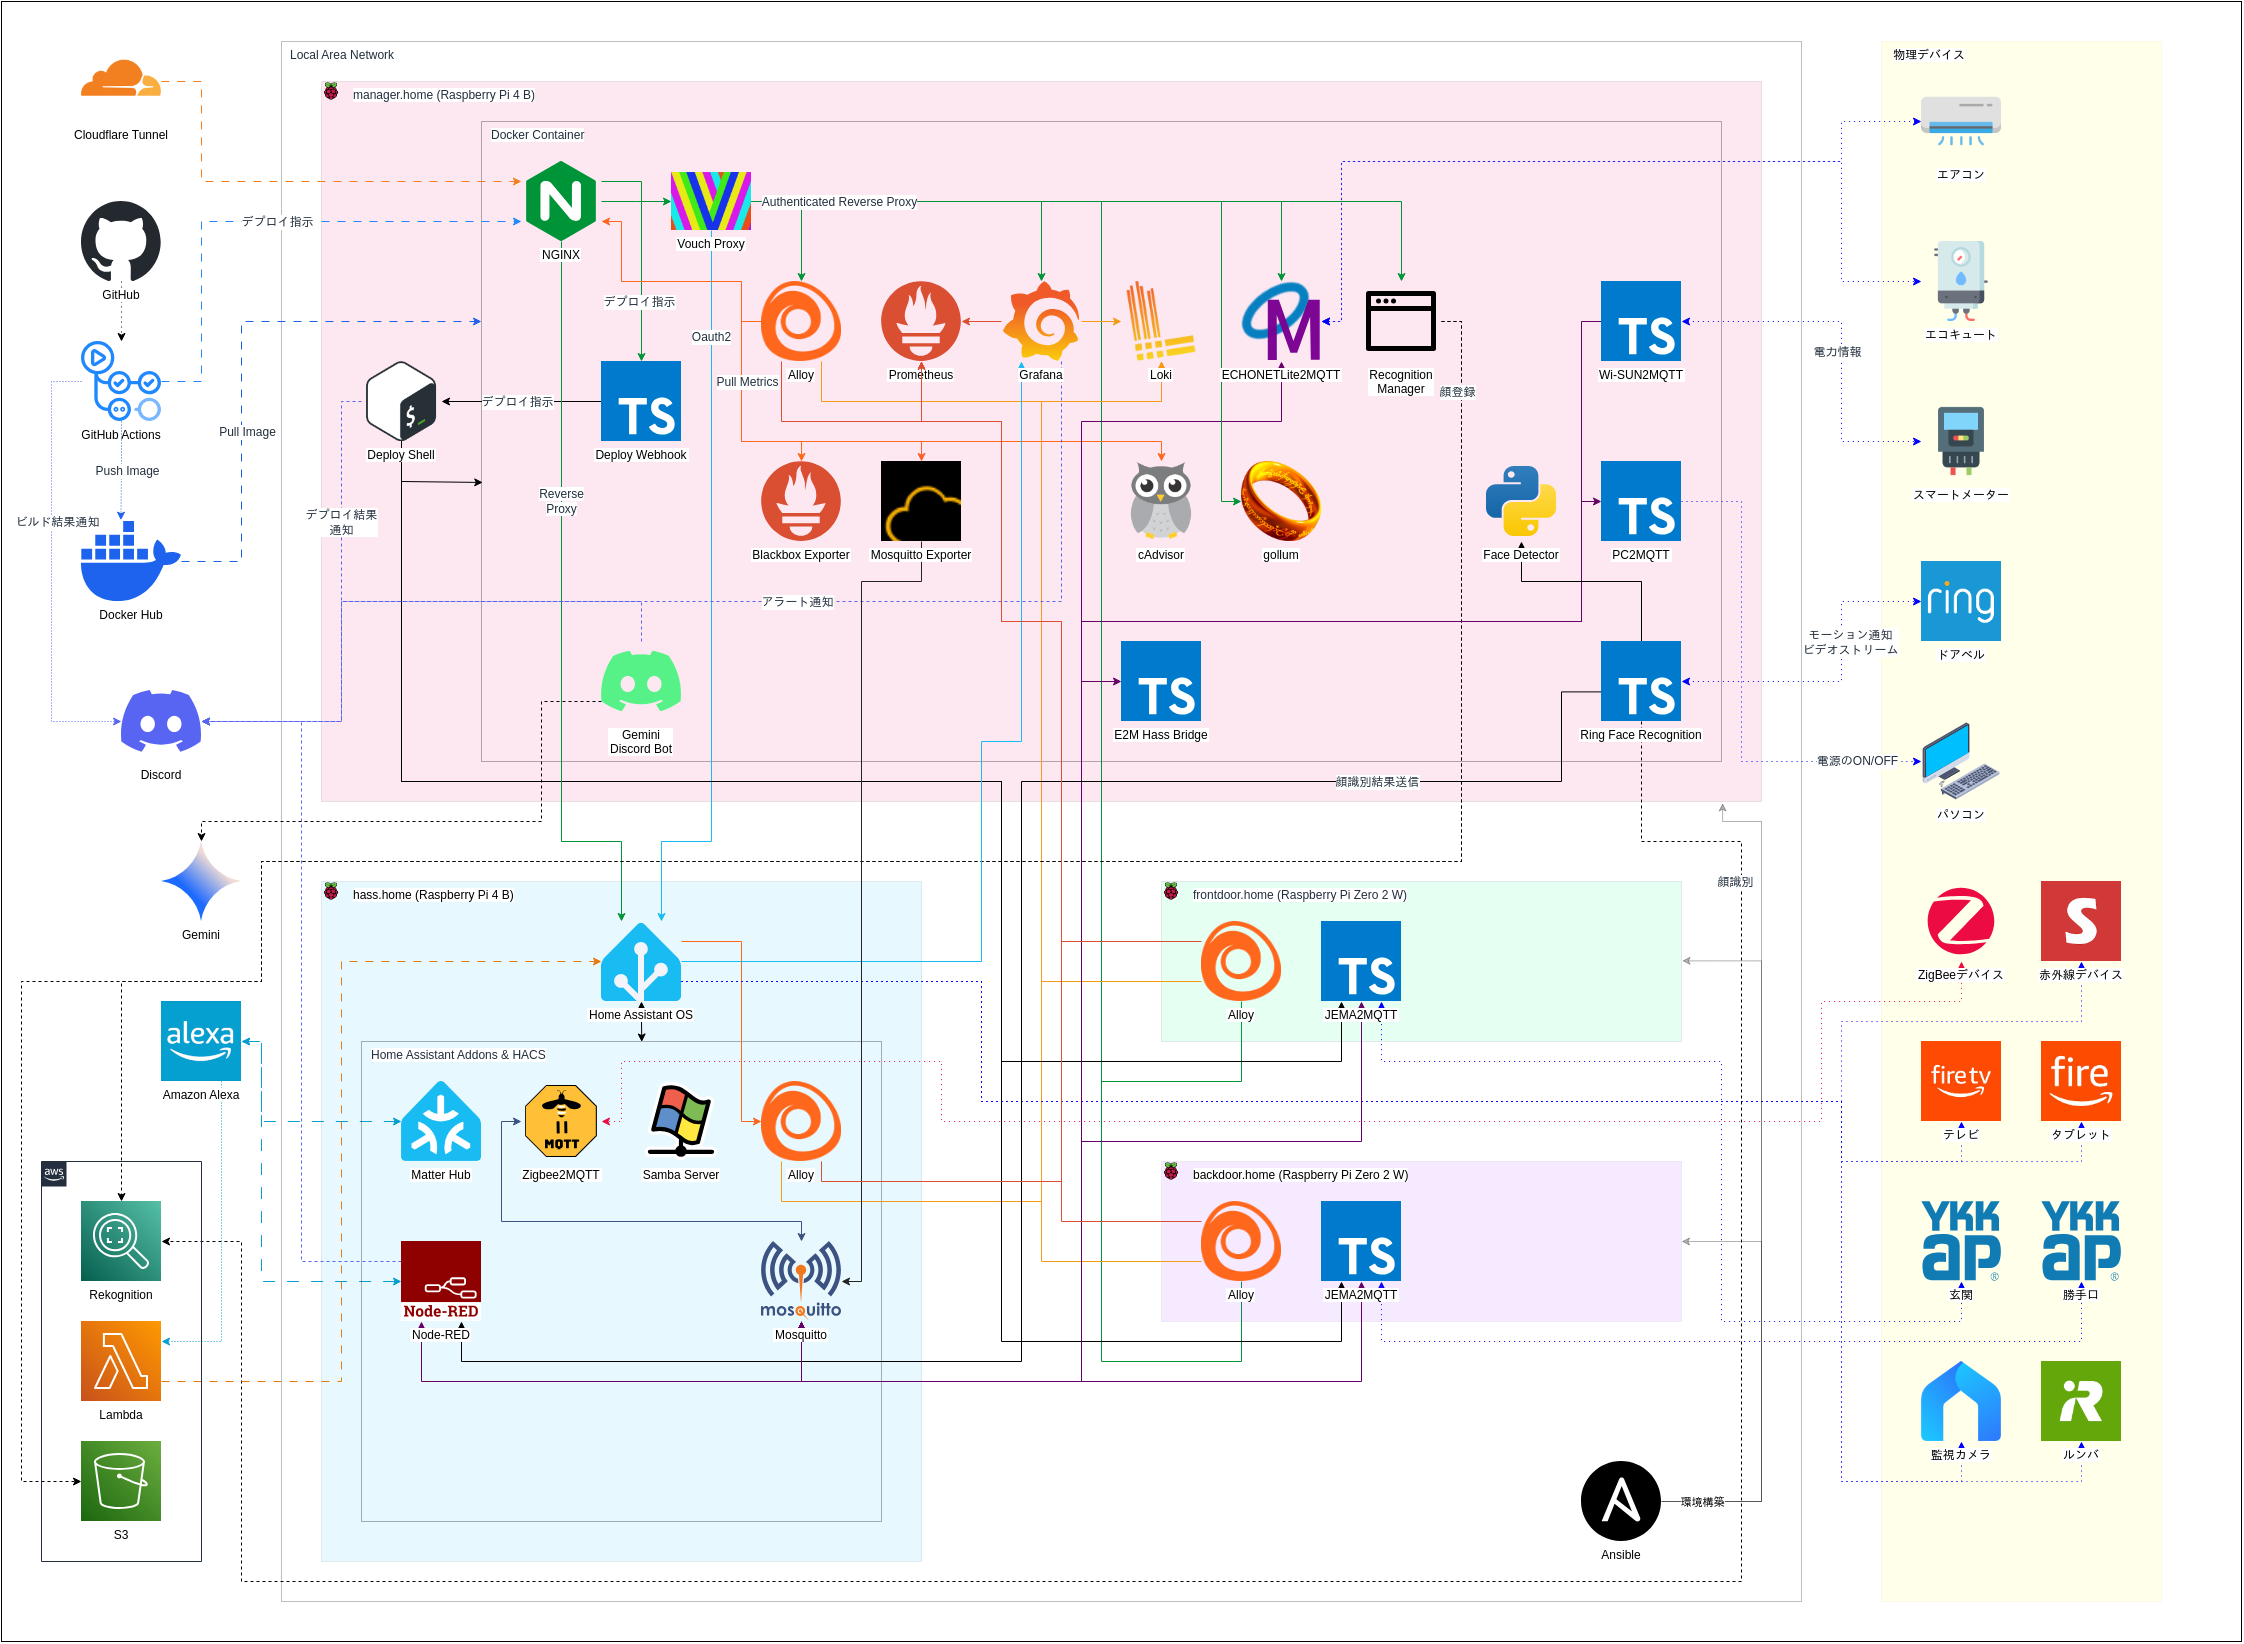 Local Area Network
物理デバイス
manager.home (Raspberry Pi 4 B)
Docker Container
Cloudflare Tunnel
エアコン
Authenticated Reverse Proxy
デプロイ指示
NGINX
Vouch Proxy
GitHub
デプロイ指示
Oauth2
エコキュート
電力情報
Alloy
Prometheus
Grafana
Loki
ECHONETLite2MQTT
Recognition
Manager
TS
Wi-SUN2MQTT
Pull Metrics
顔登録
デプロイ指示
TS
GitHub Actions
Pull Image
Deploy Shell
Deploy Webhook
Push Image
Reverse
Proxy
スマートメーター
デプロイ結果
通知
ビルド結果通知
TS
Blackbox Exporter
Mosquitto Exporter
cAdvisor
gollum
Face Detector
PC2MQTT
Docker Hub
アラート通知
ring
モーション通知
ビデオストリーム
ドアベル
TS
TS
Gemini
Discord Bot
E2M Hass Bridge
Ring Face Recognition
電源のON/OFF
Discord
顔識別結果送信
パソコン
顔識別
hass.home (Raspberry Pi 4 B)
frontdoor.home (Raspberry Pi Zero 2 W)
Gemini
TS
ZigBeeデバイス
赤外線デバイス
Home Assistant OS
Alloy
JEMA2MQTT
alexa
Amazon Alexa
Home Assistant Addons & HACS
fire tv
fire
MQTT
テレビ
タブレット
Matter Hub
Zigbee2MQTT
Samba Server
Alloy
aws
backdoor.home (Raspberry Pi Zero 2 W)
YKK
ap
YKK
ap
TS
Rekognition
Alloy
JEMA2MQTT
玄関
勝手口
Node-RED
mosquitto
Node-RED
Mosquitto
Lambda
監視カメラ
ルンバ
環境構築
S3
Ansible